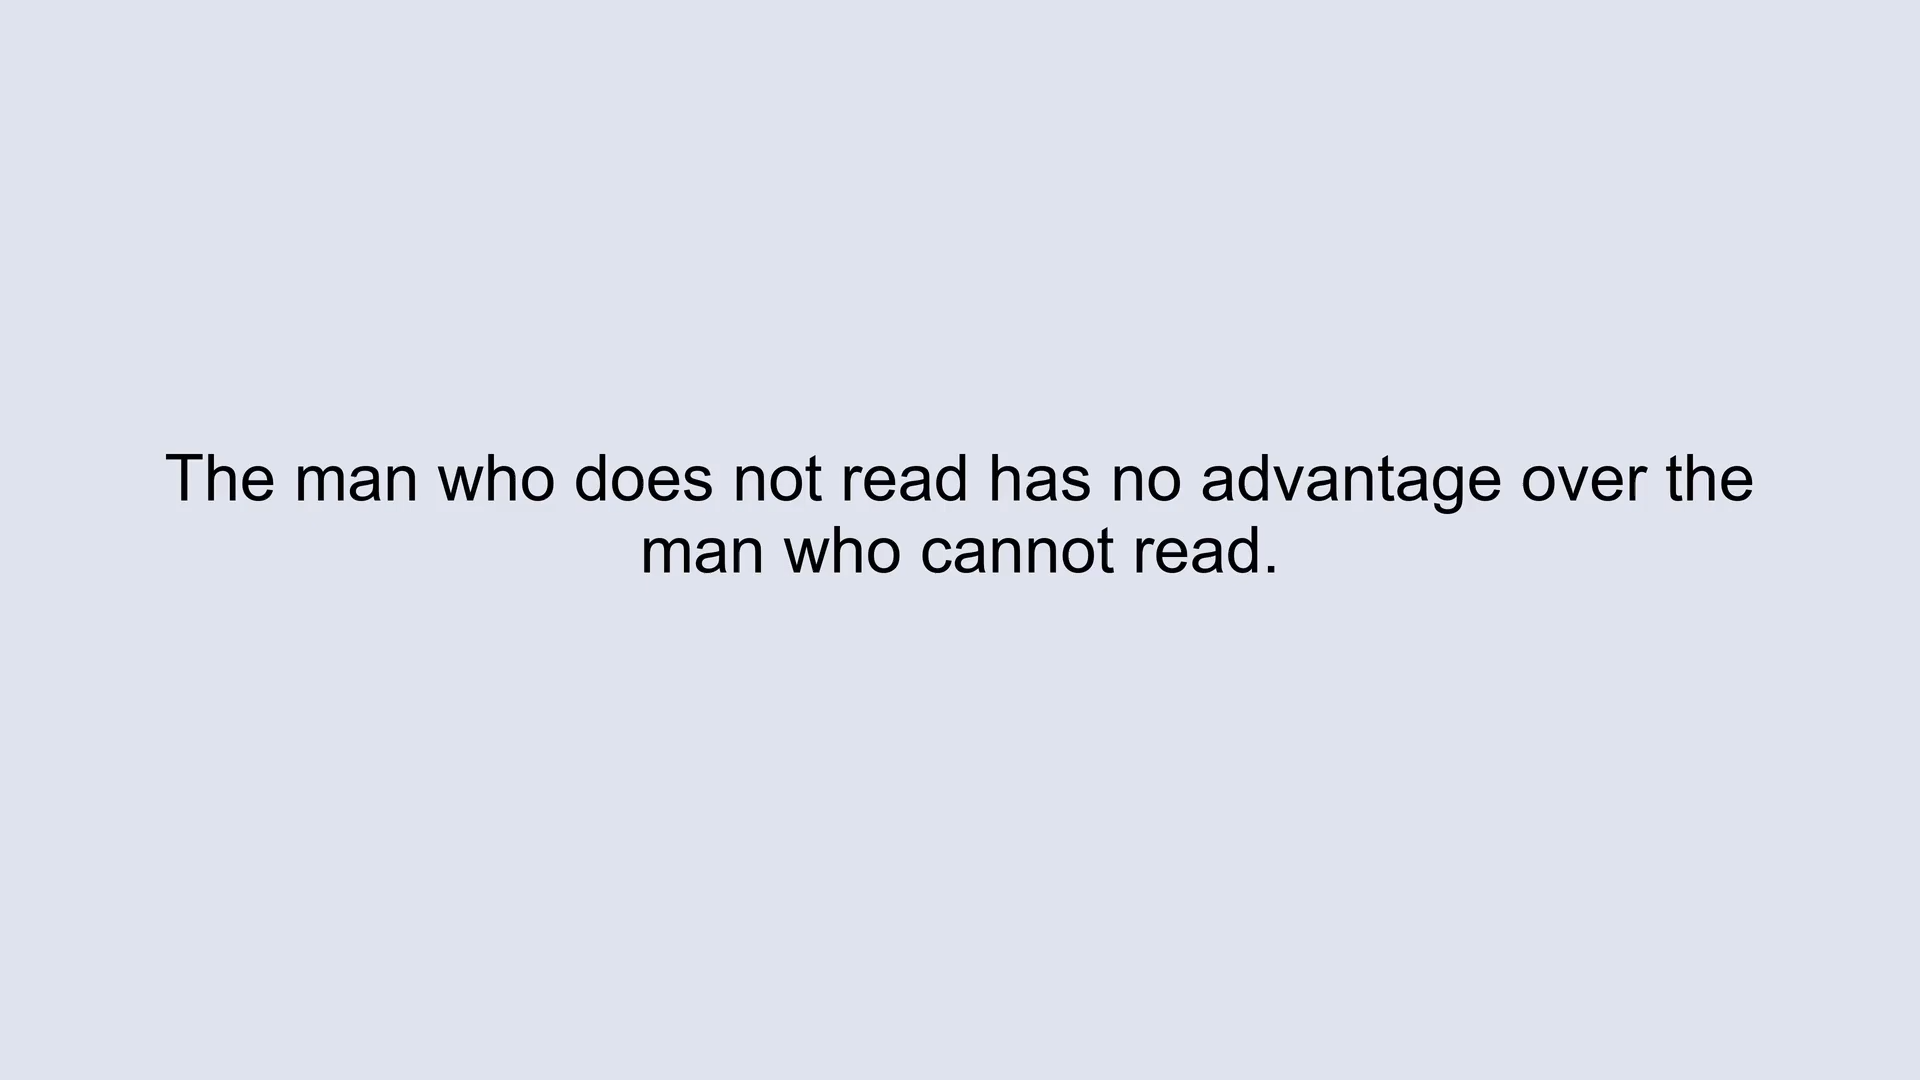 The man who does not read has no advantage over the
man who cannot read.